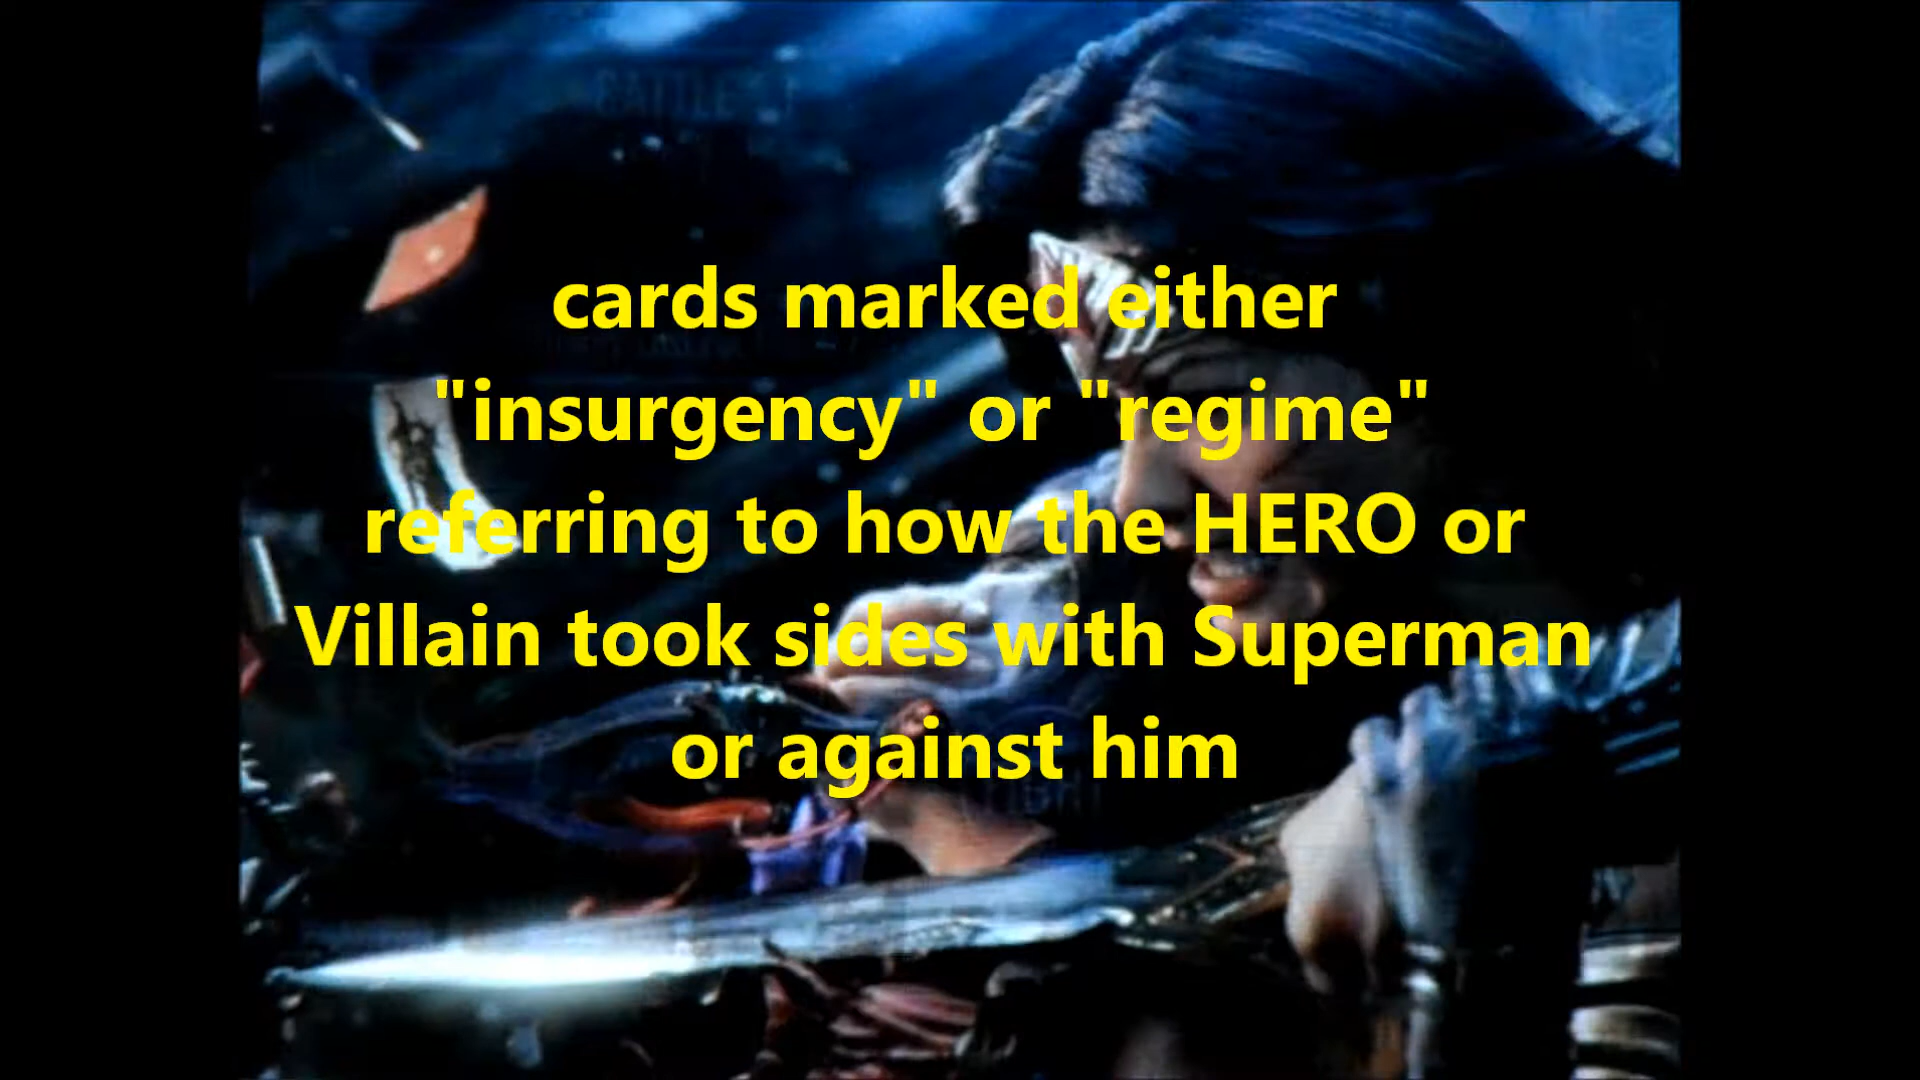 cards marked either
"insurgency" or "regime"
referring to how the HERO or
Villain took sides with Superman
or against him